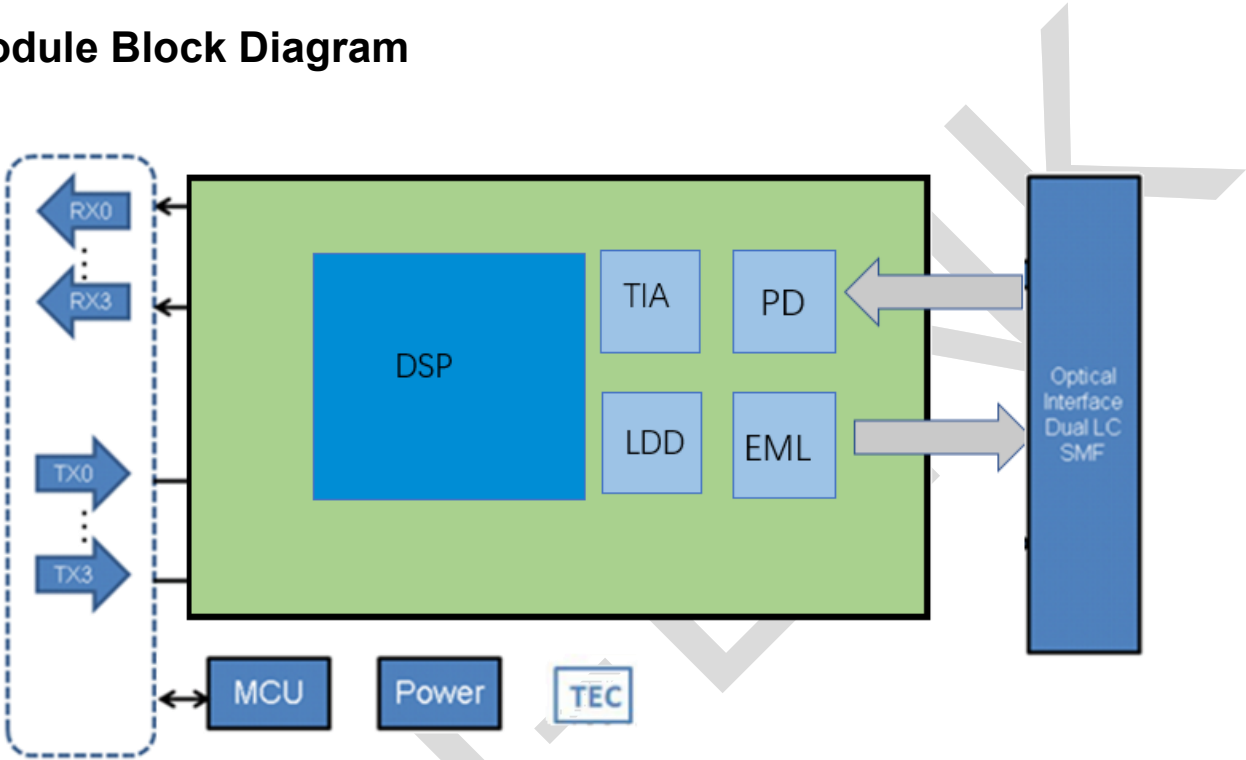 odule Block Diagram
RX0
RX3
TX0
TX3
DSP
TIA
PD
LDD
EML
Optical
Interface
Dual LC
SMF
MCU
Power
TEC